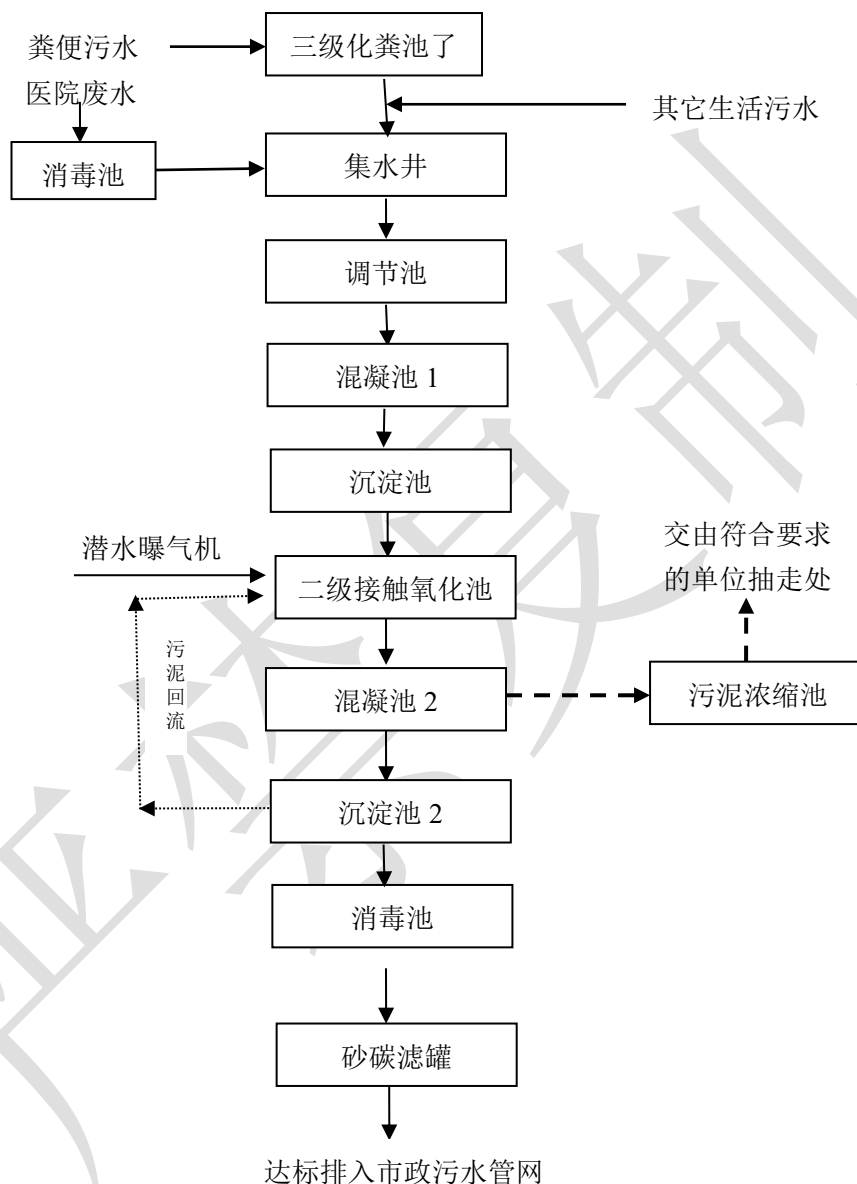 粪便污水
三级化粪池了
医院废水
其它生活污水
消毒池
集水井
调节池
混凝池 1
沉淀池
潜水曝气机
交由符合要求
的单位抽走处
二级接触氧化池
污泥回流
混凝池 2
污泥浓缩池
沉淀池 2
消毒池
砂碳滤罐
达标排入市政污水管网
严禁复制